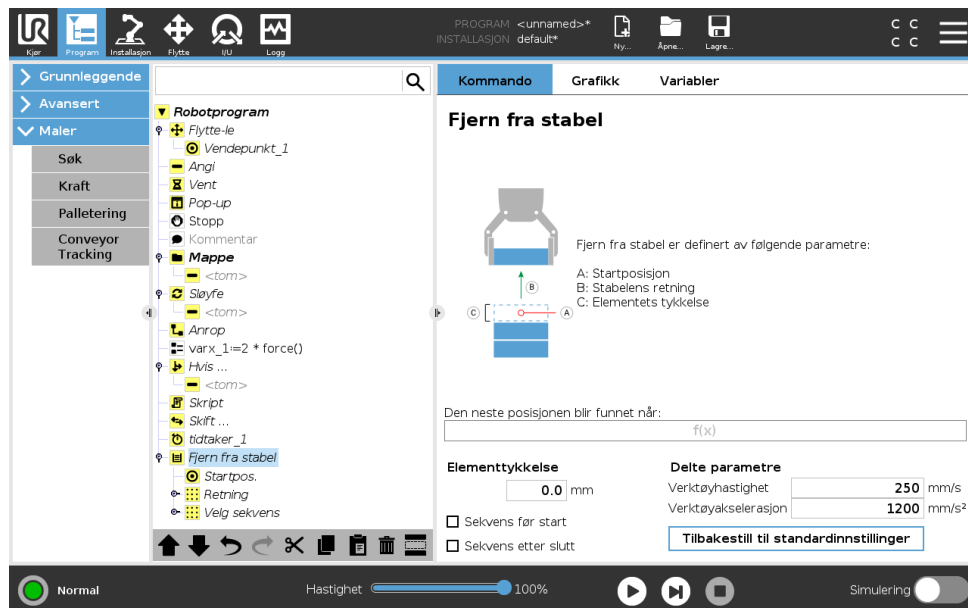 PROGRAM <unnamed>*
INSTALLASJON default*
Kjør
Program
Installasjon
Flytte
I/U
Logg
Ny...
Åpne...
Lagre...
C C
C C
Grunnleggende
Avansert
Maler
Søk
Kraft
Palletering
Conveyor
Tracking
Robotprogram
Flytte-le
Vendepunkt_1
Angi
Vent
Pop-up
Stopp
Kommentar
Mappe
<tom>
Sløyfe
<tom>
Anrop
varx_1:=2 * force()
Hvis ...
<tom>
Skript
Skift ...
tidtaker_1
Fjern fra stabel
Startpos.
Retning
Velg sekvens
Kommando
Grafikk
Variabler
Fjern fra stabel
B
C
A
Fjern fra stabel er definert av følgende parametre:
A: Startposisjon
B: Stabelens retning
C: Elementets tykkelse
Den neste posisjonen blir funnet når:
f(x)
Elementtykkelse
0.0 mm
Sekvens før start
Sekvens etter slutt
Delte parametre
Verktøyhastighet 250 mm/s
Verktøyakselerasjon 1200 mm/s²
Tilbakestill til standardinnstillinger
Normal
Hastighet 100%
Simulering